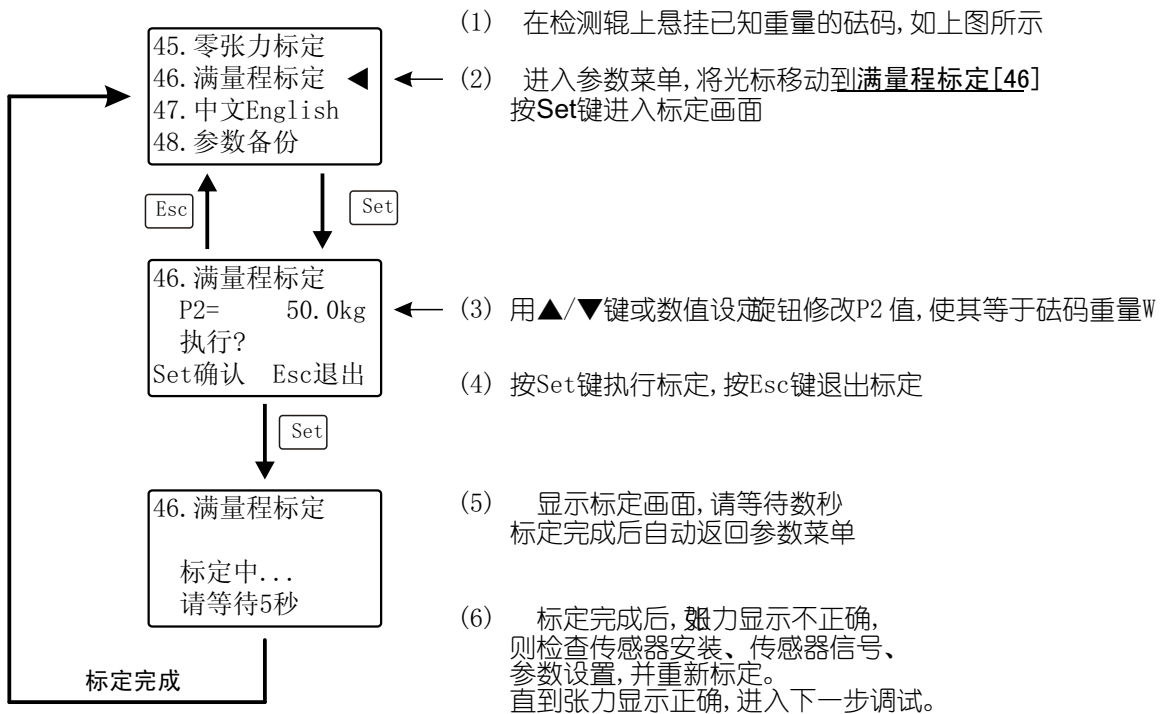 45.零张力标定
46.满量程标定 ◀
47.中文English
48.参数备份
(1) 在检测辊上悬挂已知重量的砝码,如上图所示
(2) 进入参数菜单,将光标移动到满量程标定[46]
按Set键进入标定画面
Esc
Set
46.满量程标定
P2= 50.0kg
执行?
Set确认 Esc退出
(3) 用▲/▼键或数值设定旋钮修改P2 值,使其等于砝码重量W
(4) 按Set键执行标定,按Esc键退出标定
Set
46.满量程标定
标定中...
请等待5秒
(5) 显示标定画面,请等待数秒
标定完成后自动返回参数菜单
(6) 标定完成后,如张力显示不正确,
则检查传感器安装、传感器信号、
参数设置,并重新标定。
直到张力显示正确,进入下一步调试。
标定完成